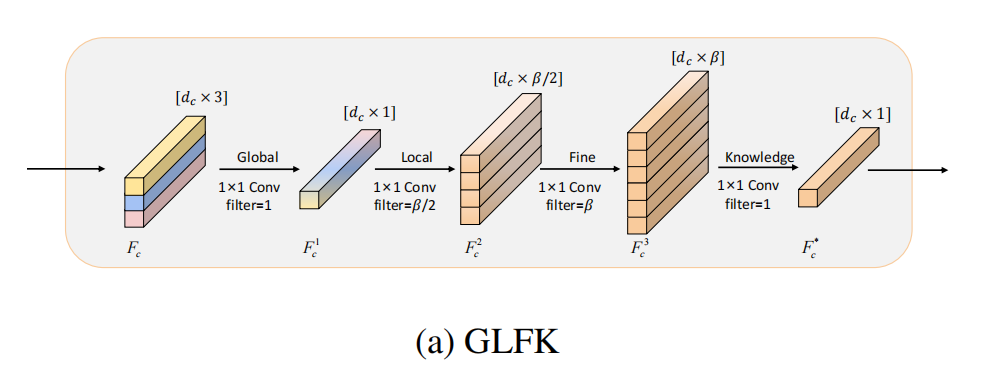 [d_c × 3]
[d_c × 1]
[d_c × β/2]
[d_c × β]
[d_c × 1]
Global
1×1 Conv
filter=1
Local
1×1 Conv
filter=β/2
Fine
1×1 Conv
filter=β
Knowledge
1×1 Conv
filter=1
F_c
F_c^1
F_c^2
F_c^3
F_c^*
(a) GLFK